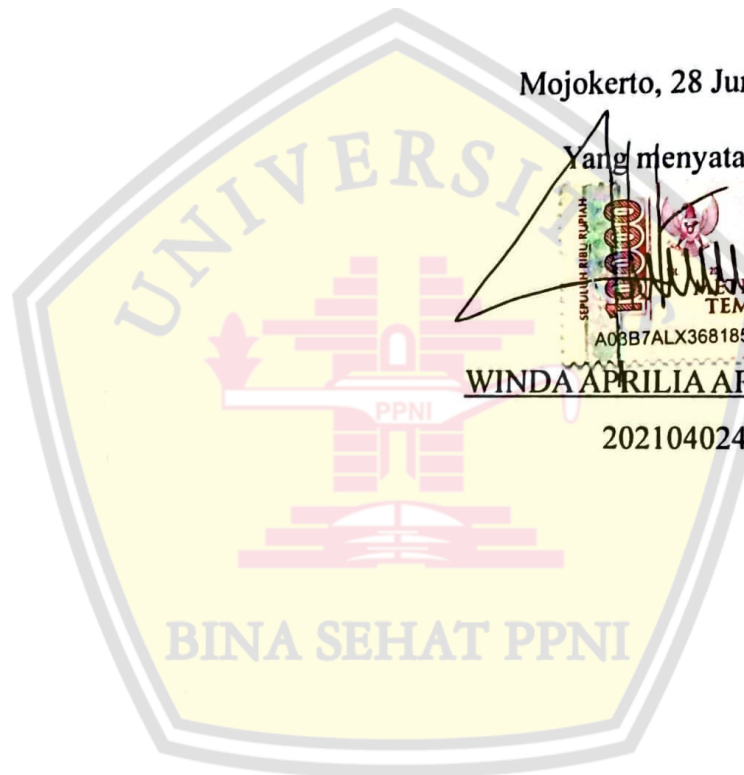 Mojokerto, 28 Jun
Yang menyata
SEPULUH RIBU RUPIAH
10000
TEM
A03B7ALX368185
WINDA APRILIA AP
202104024
UNIVERSITAS
PPNI
BINA SEHAT PPNI